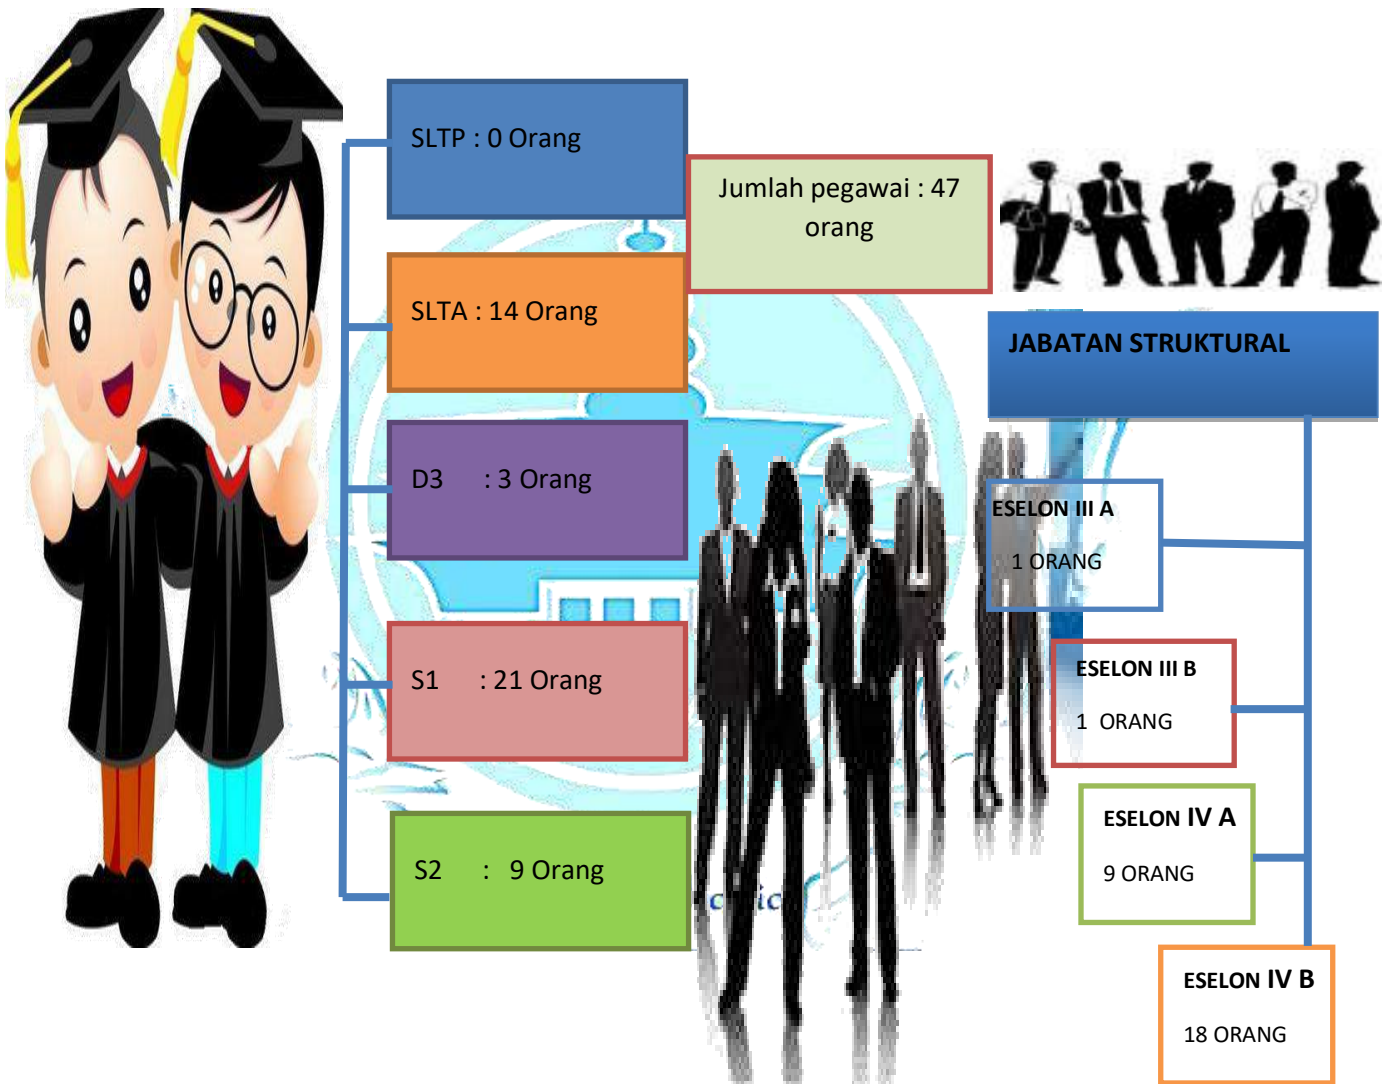 SLTP : 0 Orang
SLTA : 14 Orang
D3 : 3 Orang
S1 : 21 Orang
S2 : 9 Orang
Jumlah pegawai : 47
orang
JABATAN STRUKTURAL
ESELON III A
1 ORANG
ESELON III B
1 ORANG
ESELON IV A
9 ORANG
ESELON IV B
18 ORANG